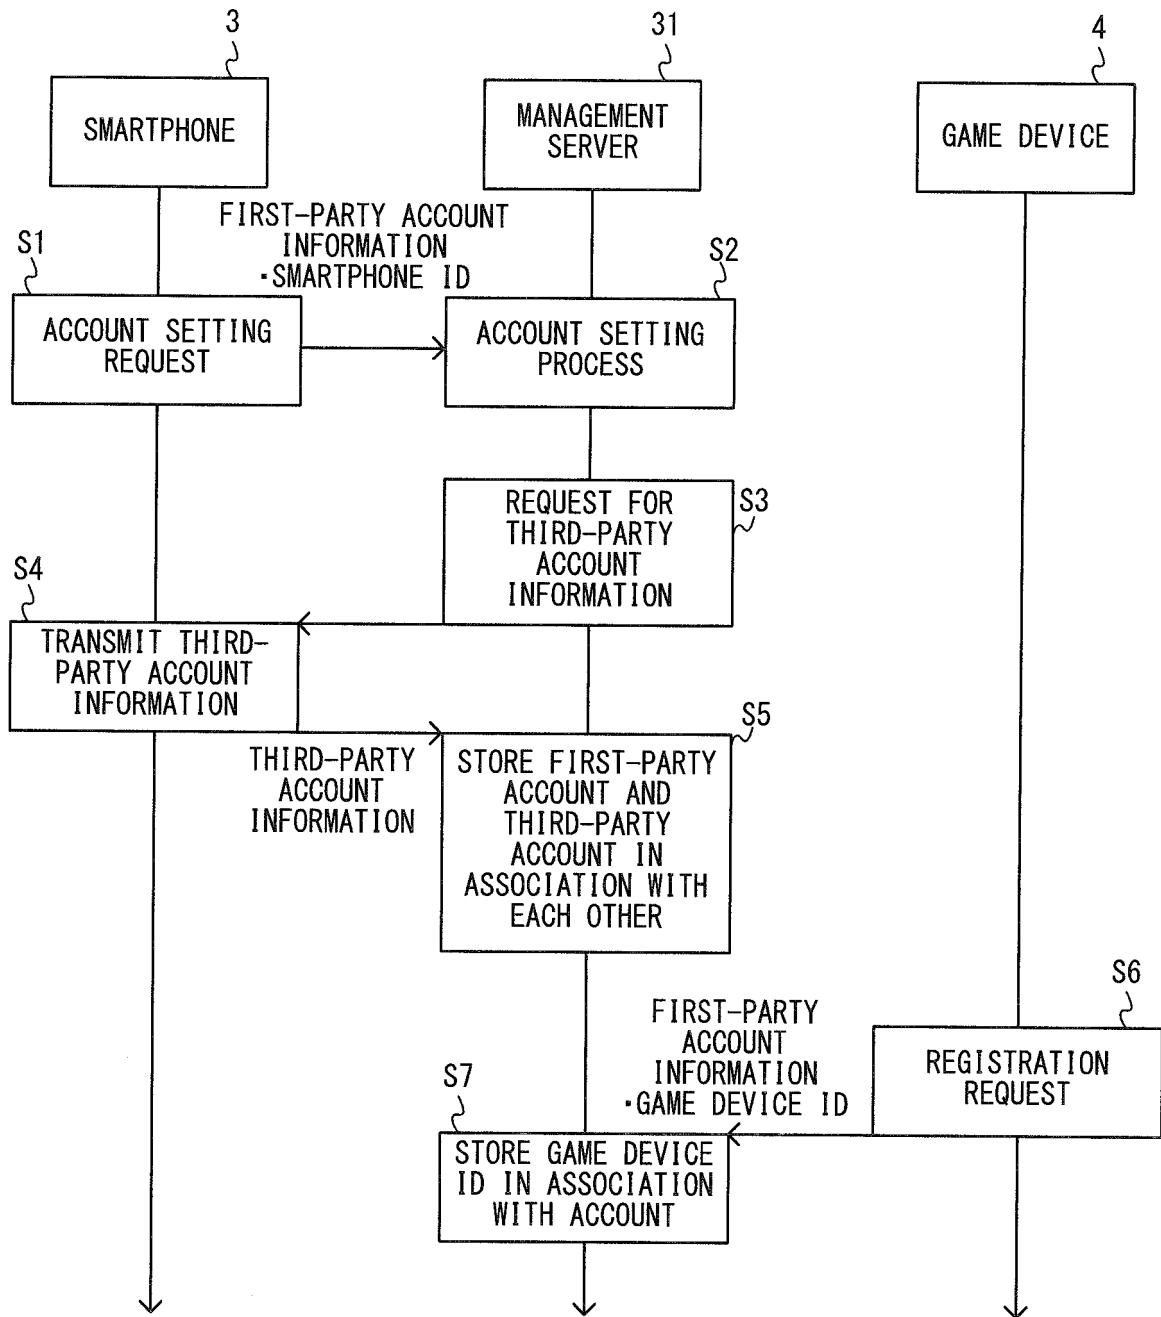 3
31
4
SMARTPHONE
MANAGEMENT
SERVER
GAME DEVICE
FIRST-PARTY ACCOUNT
INFORMATION
・SMARTPHONE ID
S1
S2
ACCOUNT SETTING
REQUEST
ACCOUNT SETTING
PROCESS
S3
REQUEST FOR
THIRD-PARTY
ACCOUNT
INFORMATION
S4
TRANSMIT THIRD-
PARTY ACCOUNT
INFORMATION
THIRD-PARTY
ACCOUNT
INFORMATION
S5
STORE FIRST-PARTY
ACCOUNT AND
THIRD-PARTY
ACCOUNT IN
ASSOCIATION WITH
EACH OTHER
S6
REGISTRATION
REQUEST
FIRST-PARTY
ACCOUNT
INFORMATION
・GAME DEVICE ID
S7
STORE GAME DEVICE
ID IN ASSOCIATION
WITH ACCOUNT